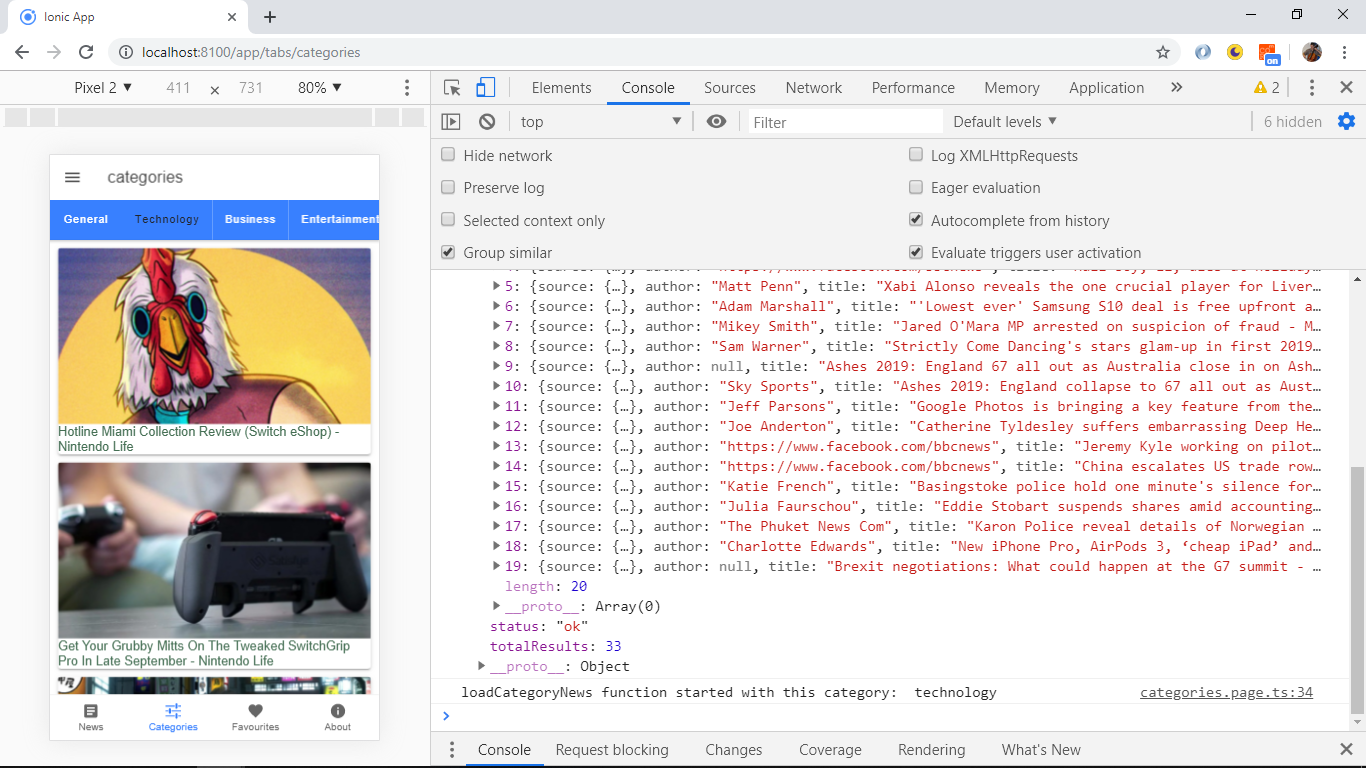 Ionic App
localhost:8100/app/tabs/categories
on
Pixel 2 ▼ 411 × 731 80% ▼
Elements Console Sources Network Performance Memory Application » 2
top ▼ Filter Default levels ▼ 6 hidden
Hide network Log XMLHttpRequests
Preserve log Eager evaluation
Selected context only Autocomplete from history
Group similar Evaluate triggers user activation
categories
General Technology Business Entertainment
Hotline Miami Collection Review (Switch eShop) -
Nintendo Life
Get Your Grubby Mitts On The Tweaked SwitchGrip
Pro In Late September - Nintendo Life
News Categories Favourites About
5: {source: {…}, author: "Matt Penn", title: "Xabi Alonso reveals the one crucial player for Liver…
6: {source: {…}, author: "Adam Marshall", title: "'Lowest ever' Samsung S10 deal is free upfront a…
7: {source: {…}, author: "Mikey Smith", title: "Jared O'Mara MP arrested on suspicion of fraud - M…
8: {source: {…}, author: "Sam Warner", title: "Strictly Come Dancing's stars glam-up in first 2019…
9: {source: {…}, author: null, title: "Ashes 2019: England 67 all out as Australia close in on Ash…
10: {source: {…}, author: "Sky Sports", title: "Ashes 2019: England collapse to 67 all out as Aust…
11: {source: {…}, author: "Jeff Parsons", title: "Google Photos is bringing a key feature from the…
12: {source: {…}, author: "Joe Anderton", title: "Catherine Tyldesley suffers embarrassing Deep He…
13: {source: {…}, author: "https://www.facebook.com/bbcnews", title: "Jeremy Kyle working on pilot…
14: {source: {…}, author: "https://www.facebook.com/bbcnews", title: "China escalates US trade row…
15: {source: {…}, author: "Katie French", title: "Basingstoke police hold one minute's silence for…
16: {source: {…}, author: "Julia Faurschou", title: "Eddie Stobart suspends shares amid accounting…
17: {source: {…}, author: "The Phuket News Com", title: "Karon Police reveal details of Norwegian …
18: {source: {…}, author: "Charlotte Edwards", title: "New iPhone Pro, AirPods 3, ‘cheap iPad’ and…
19: {source: {…}, author: null, title: "Brexit negotiations: What could happen at the G7 summit - …
length: 20
__proto__: Array(0)
status: "ok"
totalResults: 33
__proto__: Object
loadCategoryNews function started with this category:  technology categories.page.ts:34
Console Request blocking Changes Coverage Rendering What's New